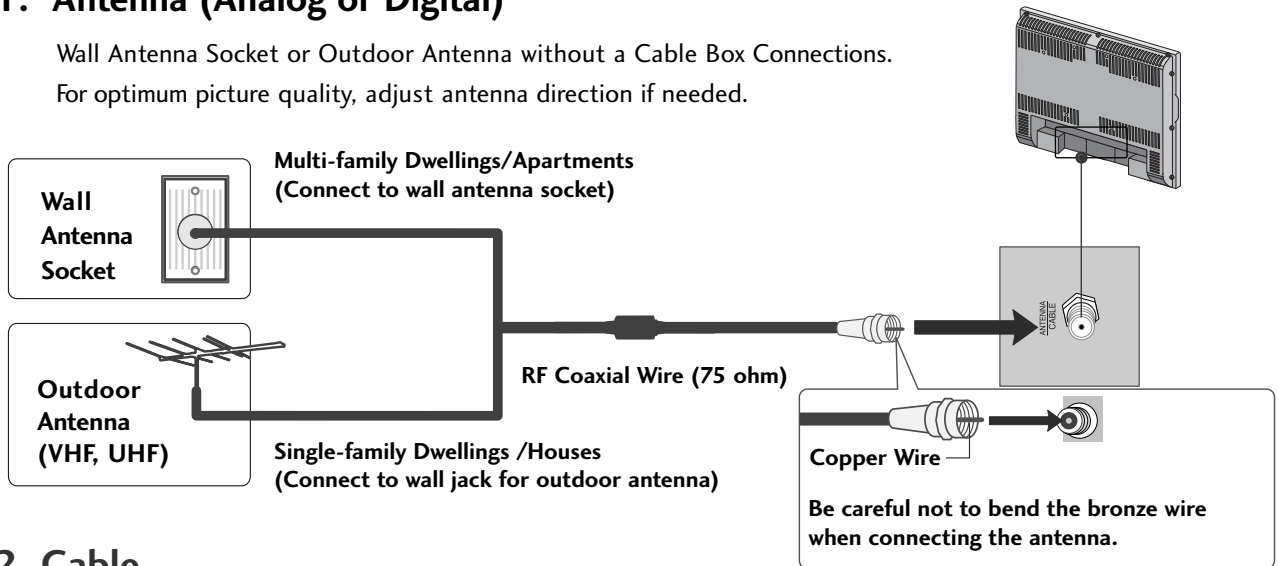 1. Antenna (Analog or Digital)
Wall Antenna Socket or Outdoor Antenna without a Cable Box Connections.
For optimum picture quality, adjust antenna direction if needed.
Multi-family Dwellings/Apartments
(Connect to wall antenna socket)
Wall
Antenna
Socket
ANTENNA
CABLE
RF Coaxial Wire (75 ohm)
Outdoor
Antenna
(VHF, UHF)
Single-family Dwellings /Houses
(Connect to wall jack for outdoor antenna)
Copper Wire
Be careful not to bend the bronze wire
when connecting the antenna.
2. Cable